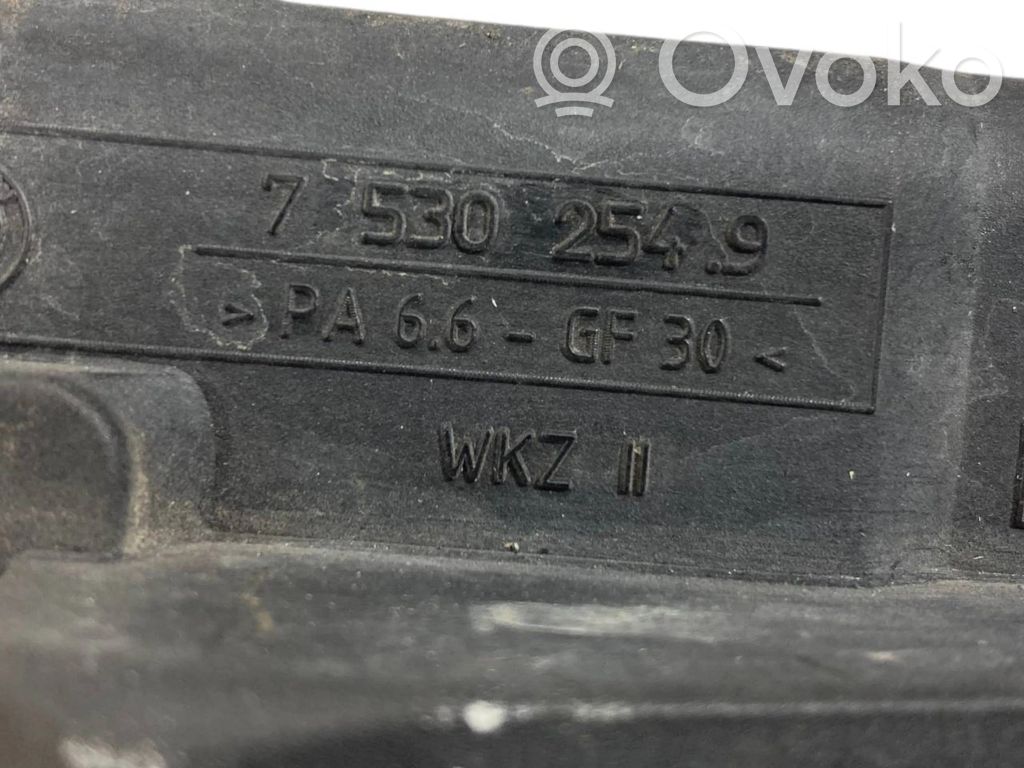 Ovoko
7 530 254.9
>PA 6.6 - GF 30<
WKZ II